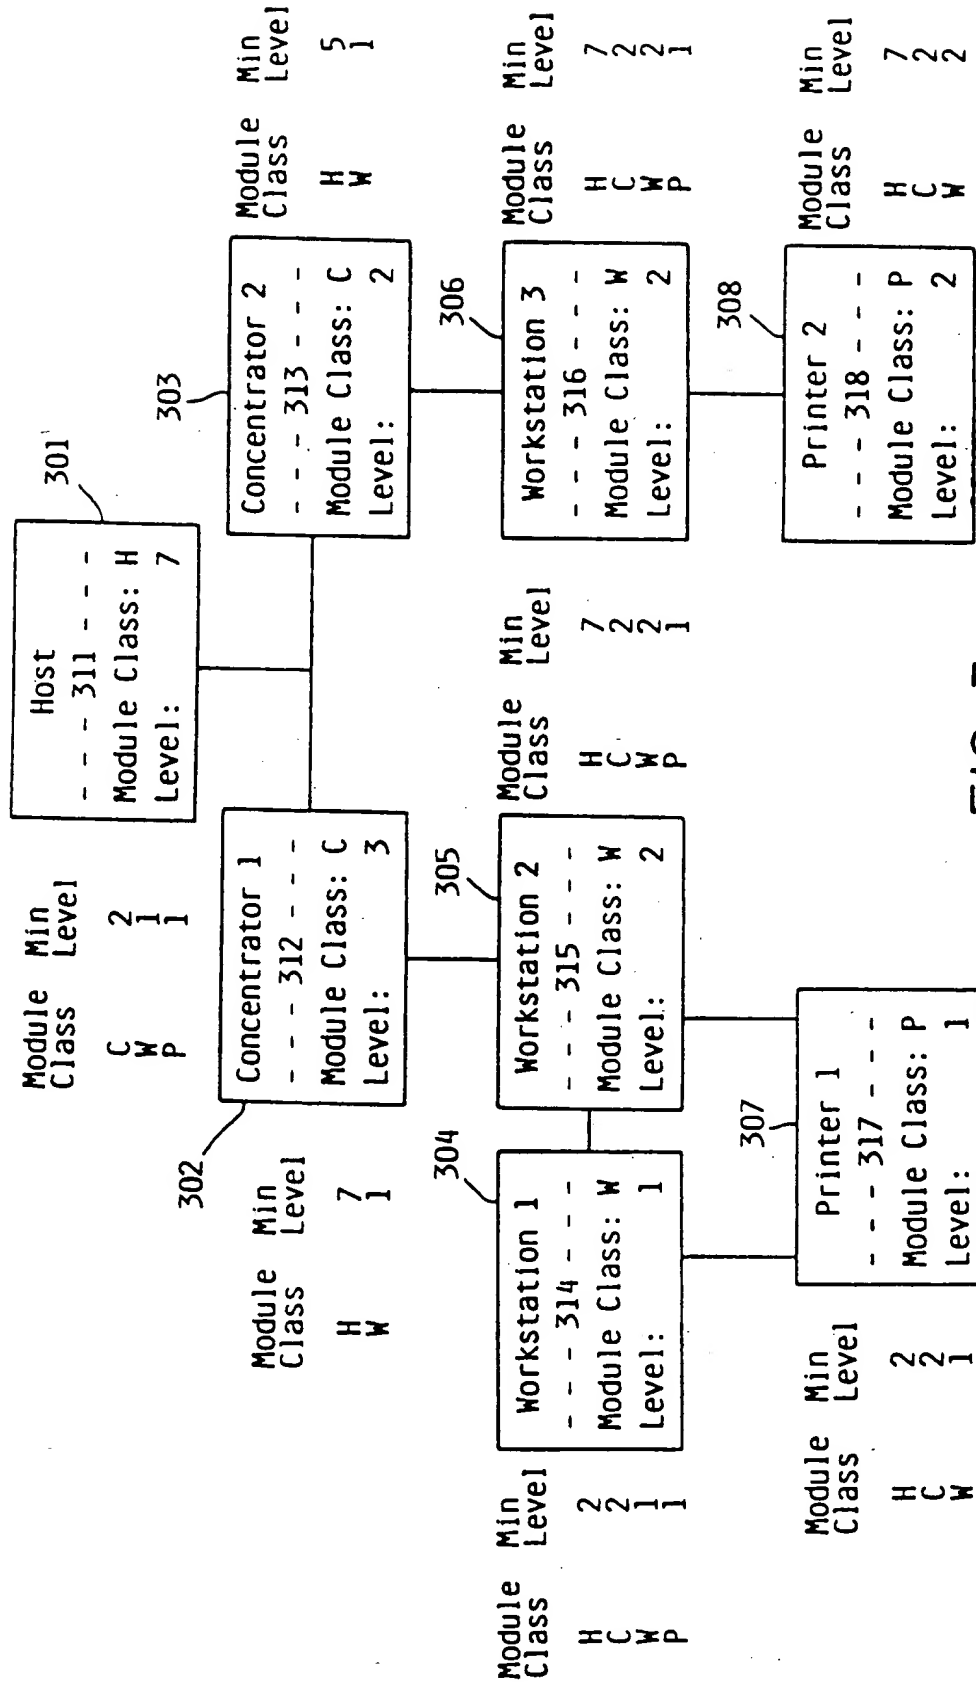 Module Min
Class Level
C 2
W 1
P 1
Host
- - - 311 - - -
Module Class: H
Level: 7
301
302
Concentrator 1
- - - 312 - - -
Module Class: C
Level: 3
Module Min
Class Level
H 7
W 1
303
Concentrator 2
- - - 313 - - -
Module Class: C
Level: 2
Module Min
Class Level
H 5
W 1
Module Min
Class Level
H 2
C 2
W 1
P 1
304
Workstation 1
- - - 314 - - -
Module Class: W
Level: 1
305
Workstation 2
- - - 315 - - -
Module Class: W
Level: 2
Module Min
Class Level
H 7
C 2
W 2
P 1
306
Workstation 3
- - - 316 - - -
Module Class: W
Level: 2
Module Min
Class Level
H 7
C 2
W 2
P 1
Module Min
Class Level
H 2
C 2
W 1
307
Printer 1
- - - 317 - - -
Module Class: P
Level: 1
308
Printer 2
- - - 318 - - -
Module Class: P
Level: 2
Module Min
Class Level
H 7
C 2
W 2